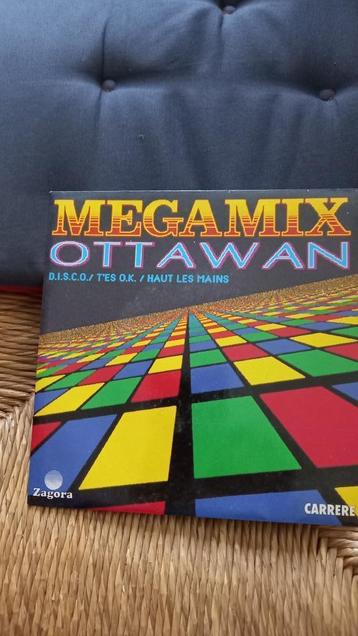 MEGAMIX
OTTAWAN
D.I.S.C.O./ T'ES O.K. / HAUT LES MAINS
Zagora
CARRERE